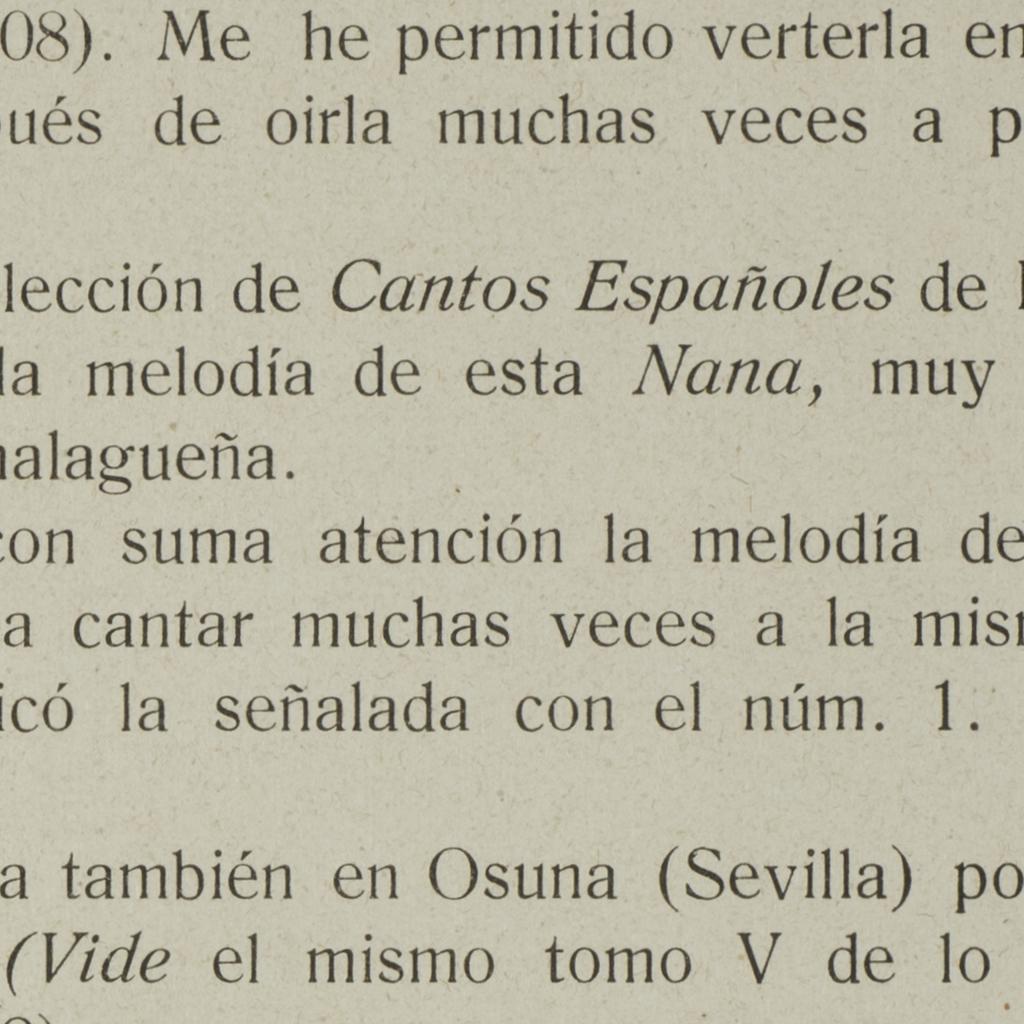 08). Me he permitido verterla en
ués de oirla muchas veces a p
lección de Cantos Españoles de
la melodía de esta Nana, muy
alagueña.
con suma atención la melodía de
a cantar muchas veces a la mis
icó la señalada con el núm. 1.
a también en Osuna (Sevilla) po
(Vide el mismo tomo V de lo